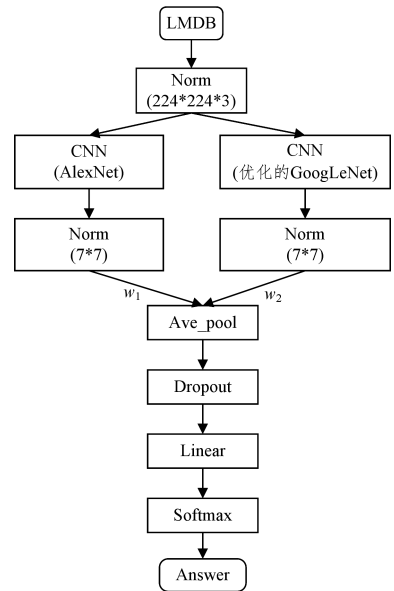 LMDB
Norm
(224*224*3)
CNN
(AlexNet)
CNN
(优化的GoogLeNet)
Norm
(7*7)
Norm
(7*7)
w1
w2
Ave_pool
Dropout
Linear
Softmax
Answer